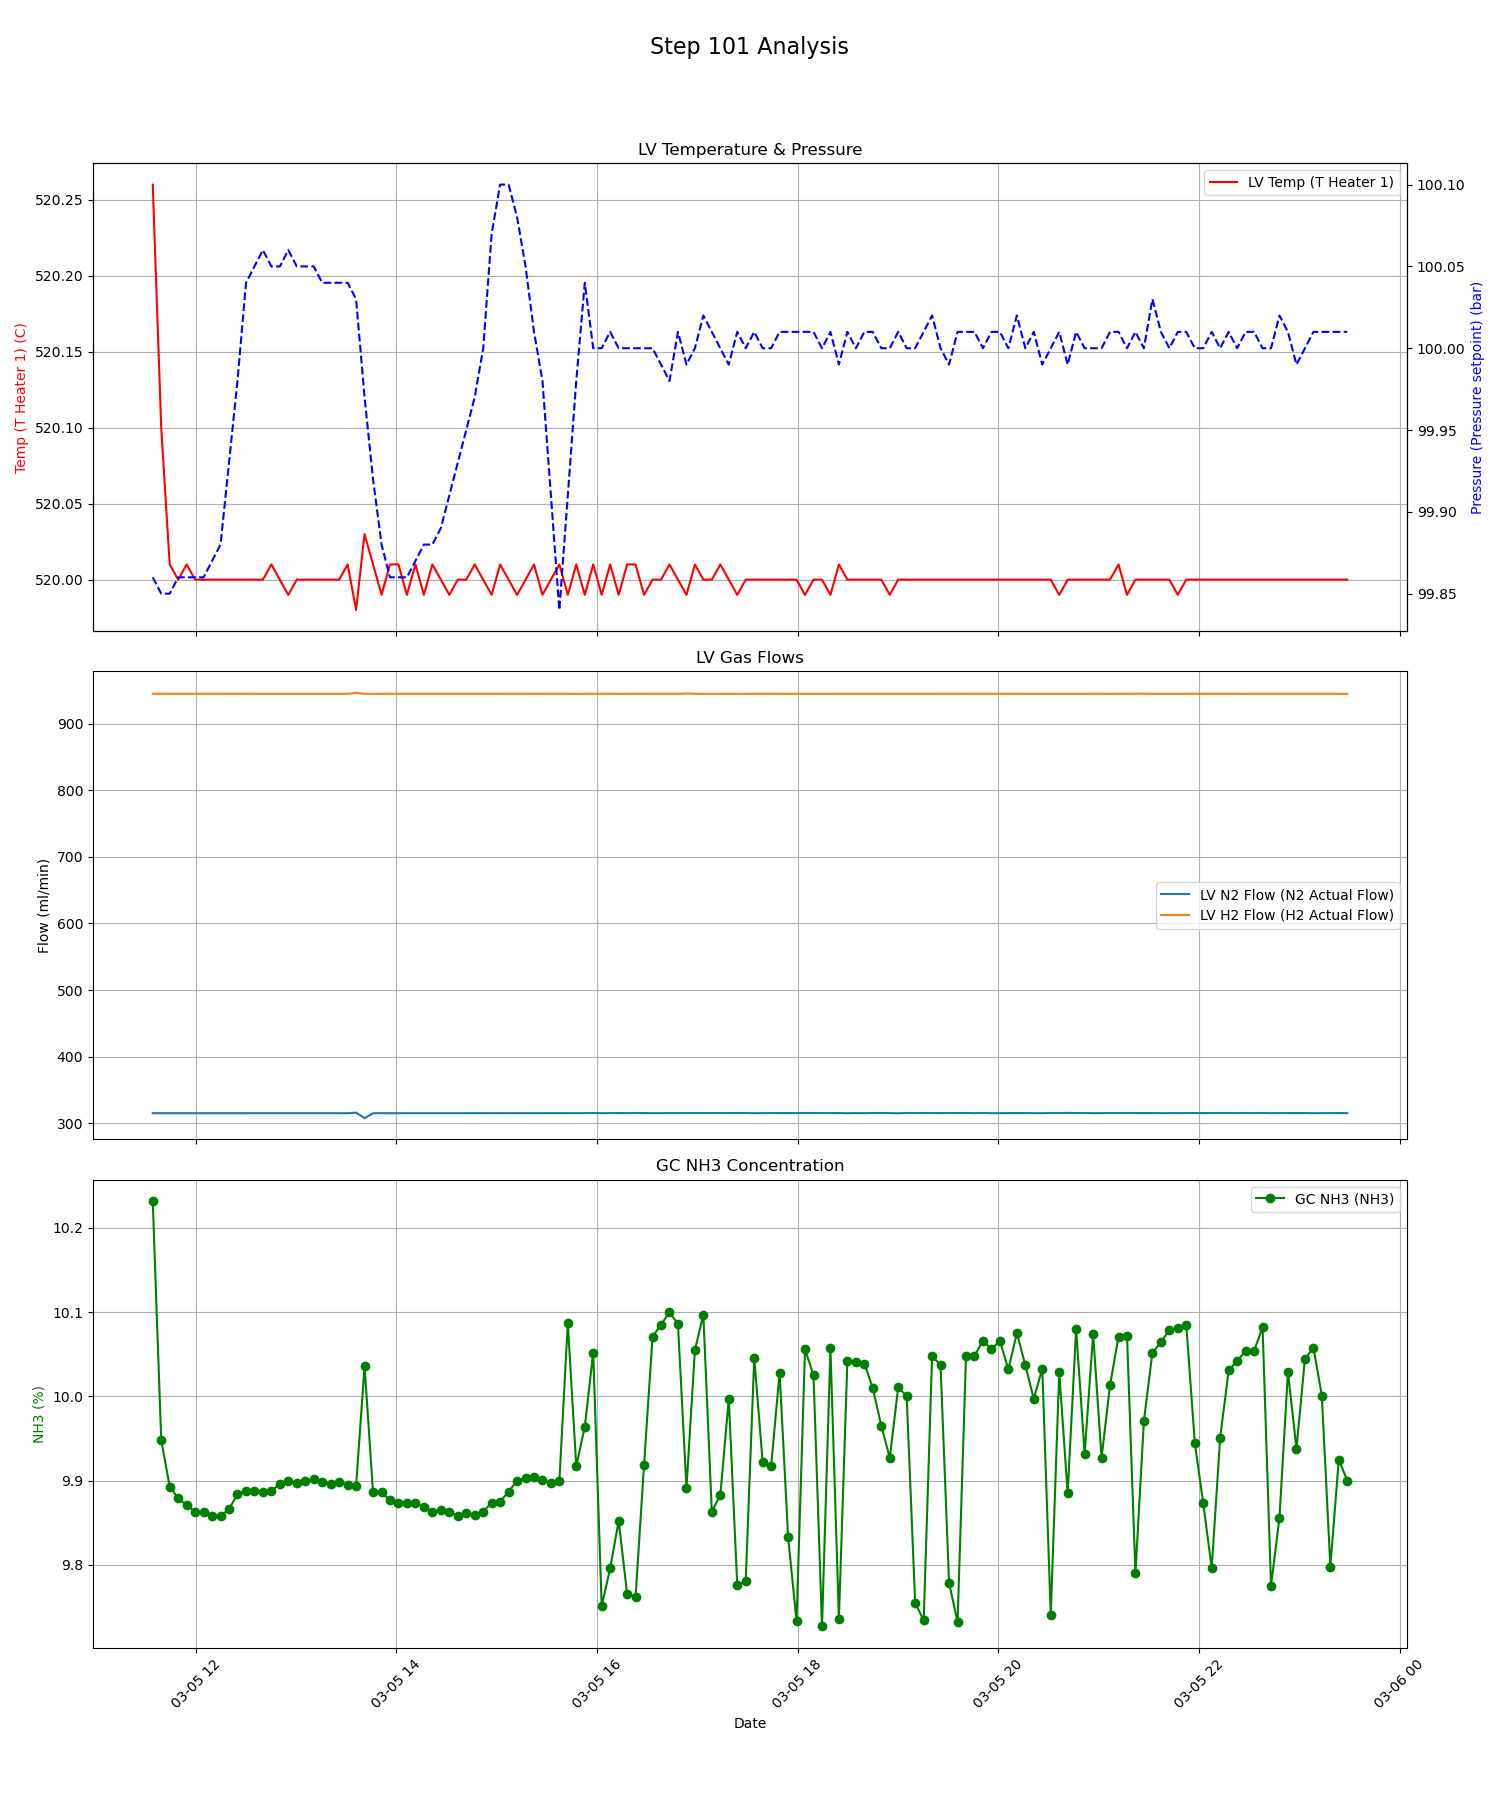 Step 101 Analysis
LV Temperature & Pressure
LV Temp (T Heater 1)
520.25
520.20
520.15
520.10
520.05
520.00
Temp (T Heater 1) (C)
100.10
100.05
100.00
99.95
99.90
99.85
Pressure (Pressure setpoint) (bar)
LV Gas Flows
900
800
700
600
500
400
300
Flow (ml/min)
LV N2 Flow (N2 Actual Flow)
LV H2 Flow (H2 Actual Flow)
GC NH3 Concentration
GC NH3 (NH3)
10.2
10.1
10.0
9.9
9.8
NH3 (%)
03-05 12
03-05 14
03-05 16
03-05 18
03-05 20
03-05 22
03-06 00
Date